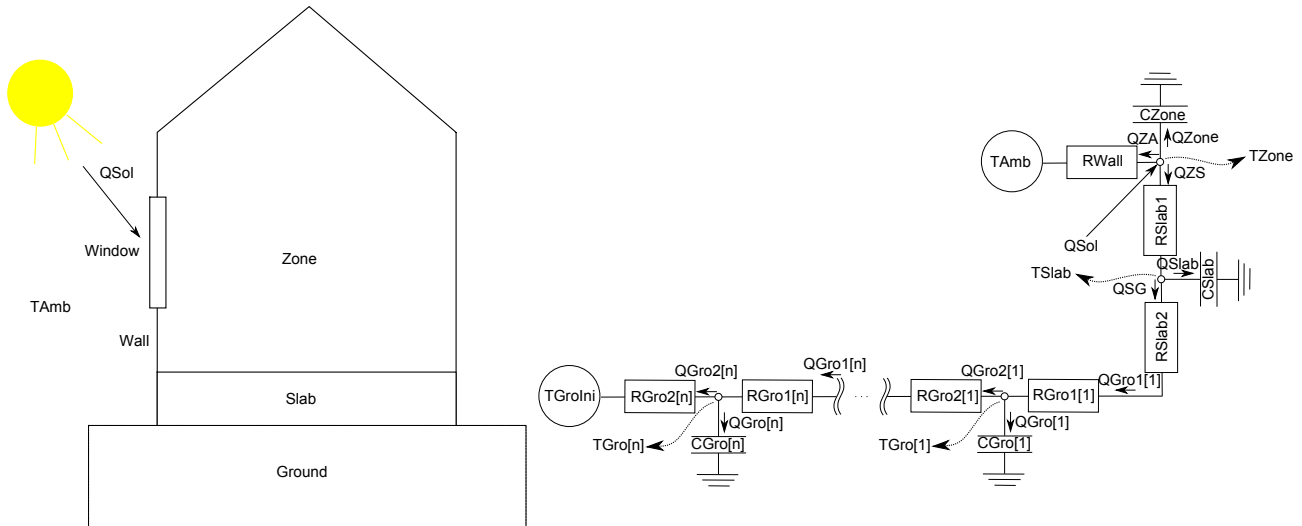 QSol
Window
TAmb
Wall
Zone
Slab
Ground
CZone
QZA
QZone
TAmb
RWall
TZone
QZS
RSlab1
QSol
TSlab
QSlab
CSlab
QSG
RSlab2
TGroIni
RGro2[n]
QGro2[n]
RGro1[n]
QGro1[n]
· · ·
RGro2[1]
QGro2[1]
RGro1[1]
QGro1[1]
QGro[n]
TGro[n]
CGro[n]
QGro[1]
TGro[1]
CGro[1]